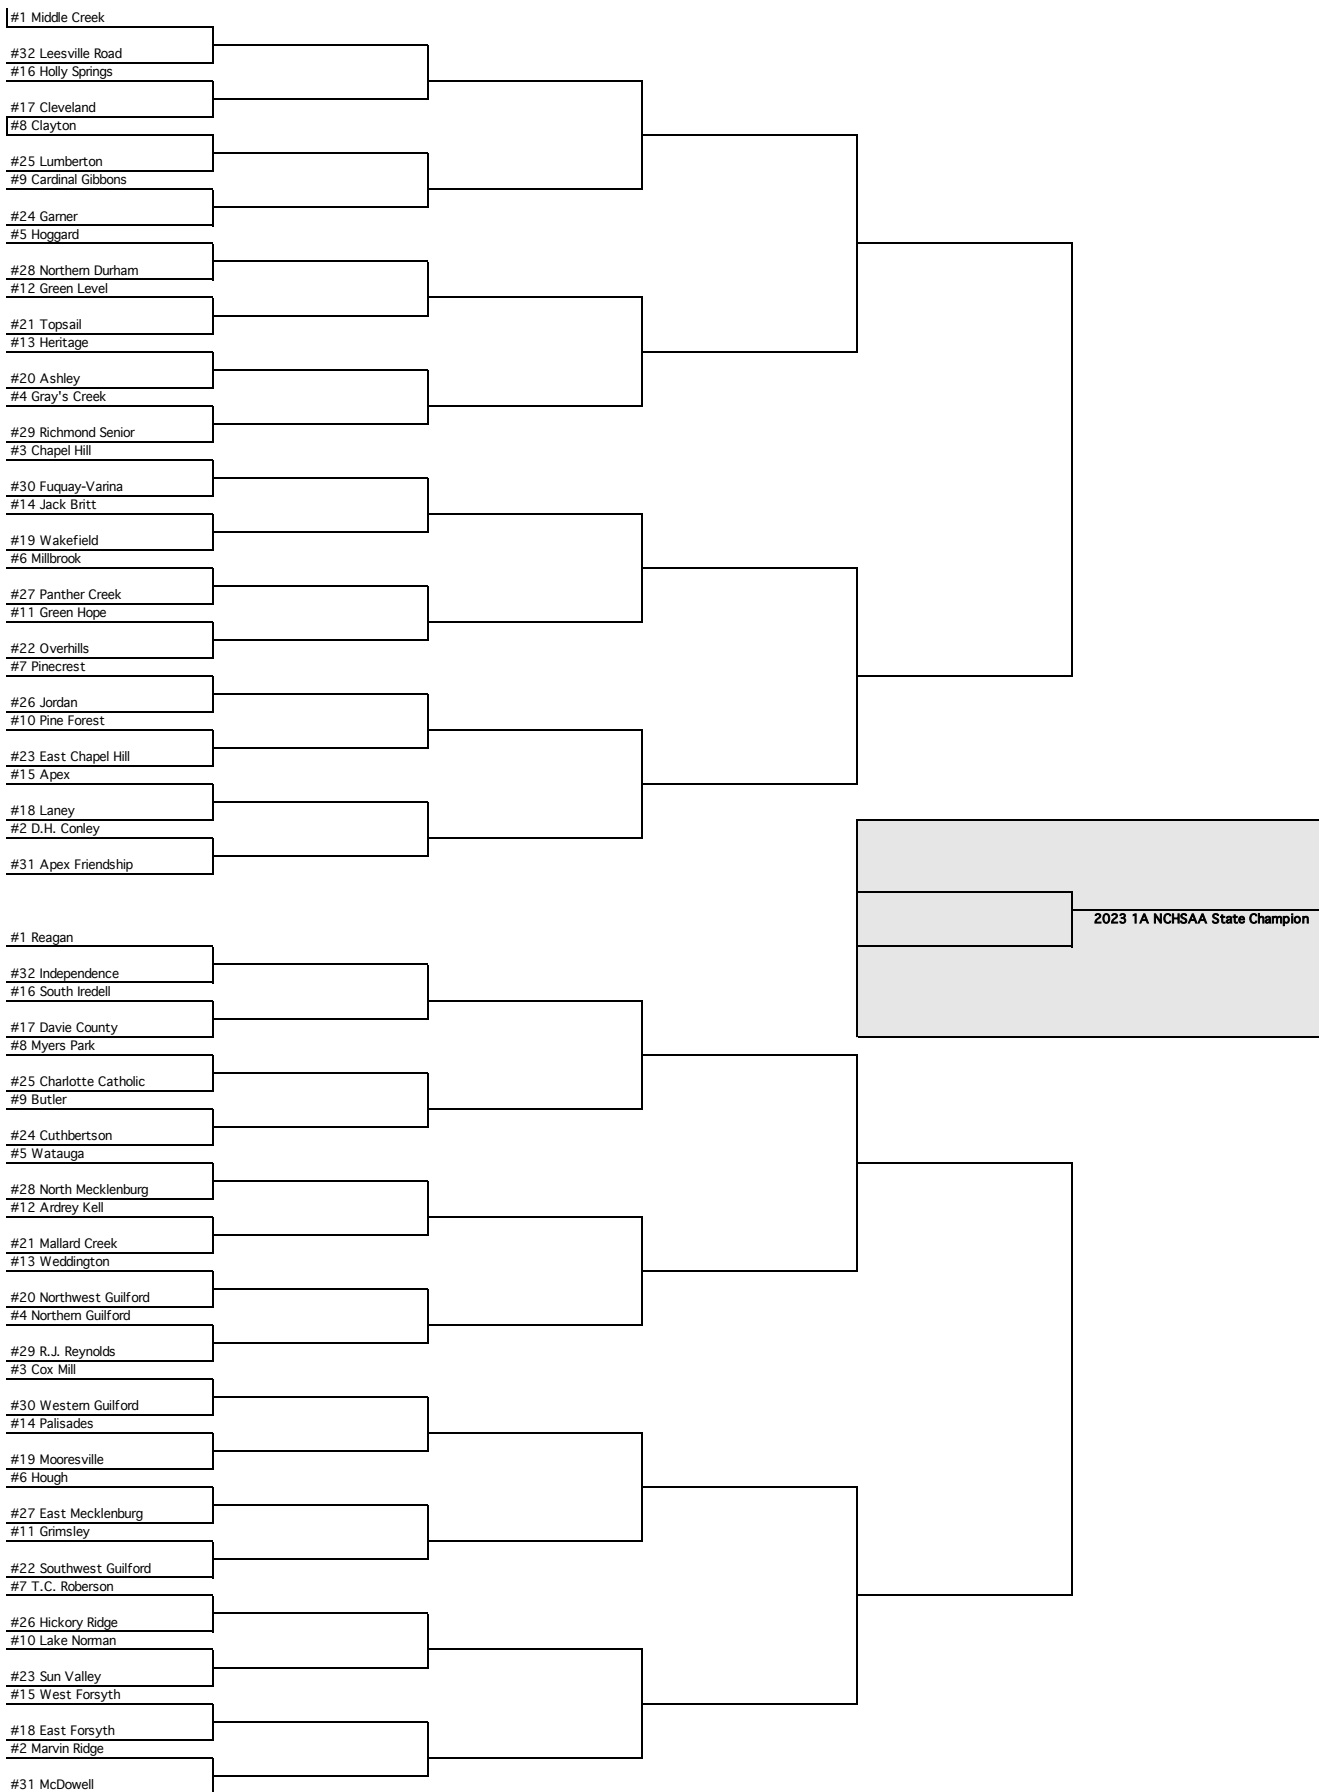 #1 Middle Creek
#32 Leesville Road
#16 Holly Springs
#17 Cleveland
#8 Clayton
#25 Lumberton
#9 Cardinal Gibbons
#24 Garner
#5 Hoggard
#28 Northern Durham
#12 Green Level
#21 Topsail
#13 Heritage
#20 Ashley
#4 Gray's Creek
#29 Richmond Senior
#3 Chapel Hill
#30 Fuquay-Varina
#14 Jack Britt
#19 Wakefield
#6 Millbrook
#27 Panther Creek
#11 Green Hope
#22 Overhills
#7 Pinecrest
#26 Jordan
#10 Pine Forest
#23 East Chapel Hill
#15 Apex
#18 Laney
#2 D.H. Conley
#31 Apex Friendship
2023 1A NCHSAA State Champion
#1 Reagan
#32 Independence
#16 South Iredell
#17 Davie County
#8 Myers Park
#25 Charlotte Catholic
#9 Butler
#24 Cuthbertson
#5 Watauga
#28 North Mecklenburg
#12 Ardrey Kell
#21 Mallard Creek
#13 Weddington
#20 Northwest Guilford
#4 Northern Guilford
#29 R.J. Reynolds
#3 Cox Mill
#30 Western Guilford
#14 Palisades
#19 Mooresville
#6 Hough
#27 East Mecklenburg
#11 Grimsley
#22 Southwest Guilford
#7 T.C. Roberson
#26 Hickory Ridge
#10 Lake Norman
#23 Sun Valley
#15 West Forsyth
#18 East Forsyth
#2 Marvin Ridge
#31 McDowell